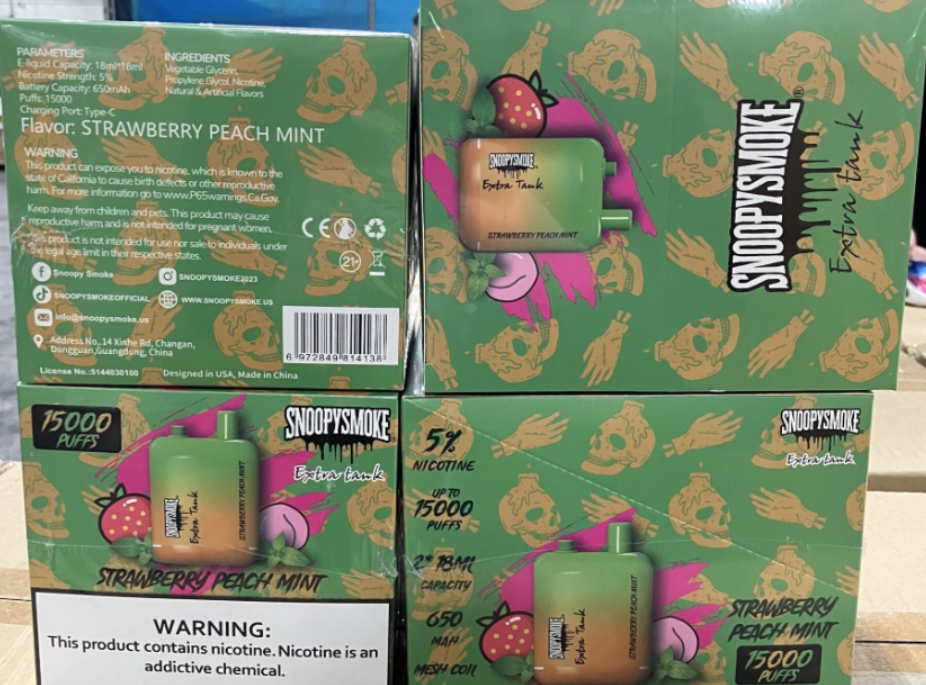 PARAMETERS
E-liquid Capacity: 18ml*18ml
Nicotine Strength: 5%
Battery Capacity: 650mAh
Puffs: 15000
Charging Port: Type-C
INGREDIENTS
Vegetable Glycerin,
Propylene Glycol, Nicotine,
Natural & Artificial Flavors
Flavor: STRAWBERRY PEACH MINT
WARNING
This product can expose you to nicotine, which is known to the
state of California to cause birth defects or other reproductive
harm. For more information go to www.P65warnings.Ca.Gov.
Keep away from children and pets. This product may cause
reproductive harm and is not intended for pregnant women.
This product is not intended for use nor sale to individuals under
the legal age limit in their respective states.
CE
21+
Snoopy Smoke
SNOOPYSMOKE2023
SNOOPYSMOKEOFFICIAL
WWW.SNOOPYSMOKE.US
info@snoopysmoke.us
Address No.,14 Xinhe Rd, Changan,
Dongguan,Guangdong, China
License No.:5144030100
Designed in USA, Made in China
6 972849 814138
SNOOPYSMOKE
Extra Tank
STRAWBERRY PEACH MINT
SNOOPYSMOKE®
Extra tank
15000
PUFFS
SNOOPYSMOKE
Extra tank
SNOOPYSMOKE
Extra Tank
STRAWBERRY PEACH MINT
STRAWBERRY PEACH MINT
WARNING:
This product contains nicotine. Nicotine is an
addictive chemical.
5%
NICOTINE
UP TO
15000
PUFFS
2* 18Ml
CAPACITY
650
MAH
MESH COIL
SNOOPYSMOKE
Extra tank
SNOOPYSMOKE
Extra Tank
STRAWBERRY PEACH MINT
STRAWBERRY
PEACH MINT
15000
PUFFS